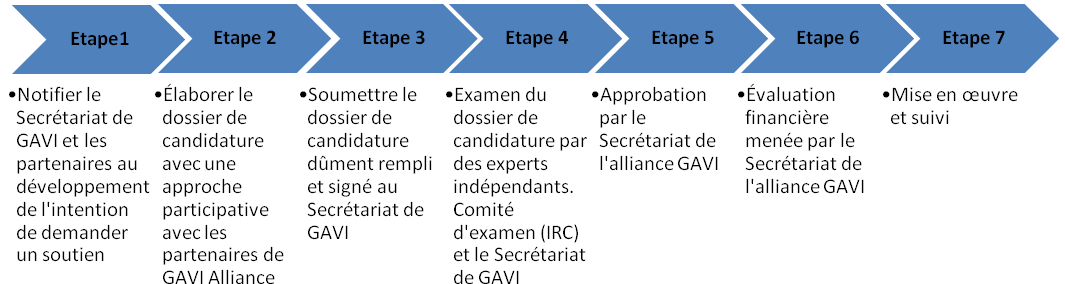 Etape1
Etape 2
Etape 3
Etape 4
Etape 5
Etape 6
Etape 7
•Notifier le
Secrétariat de
GAVI et les
partenaires au
développement
de l'intention
de demander
un soutien
•Élaborer le
dossier de
candidature
avec une
approche
participative
avec les
partenaires de
GAVI Alliance
•Soumettre le
dossier de
candidature
dûment rempli
et signé au
Secrétariat de
GAVI
•Examen du
dossier de
candidature par
des experts
indépendants.
Comité
d'examen (IRC)
et le Secrétariat
de GAVI
•Approbation
par le
Secrétariat de
l'alliance GAVI
•Évaluation
financière
menée par le
Secrétariat de
l'alliance GAVI
•Mise en œuvre
et suivi